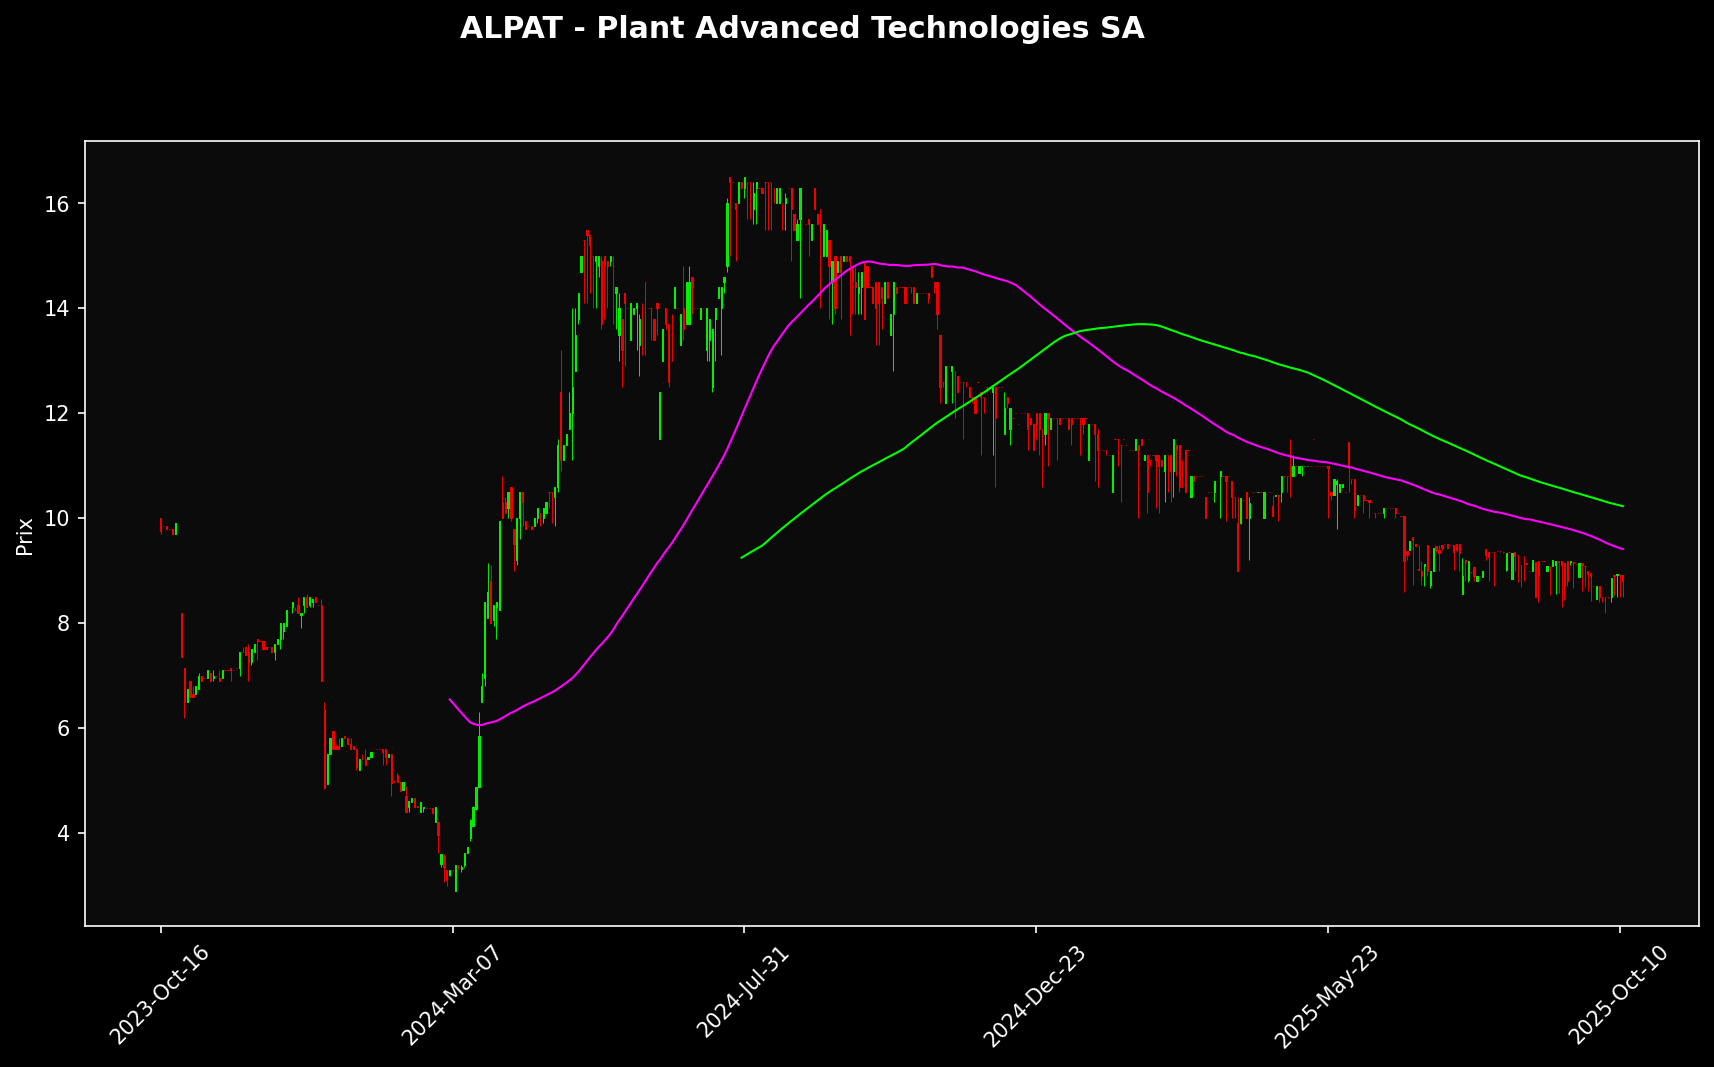 ALPAT - Plant Advanced Technologies SA
Prix
16
14
12
10
8
6
4
2023-Oct-16
2024-Mar-07
2024-Jul-31
2024-Dec-23
2025-May-23
2025-Oct-10